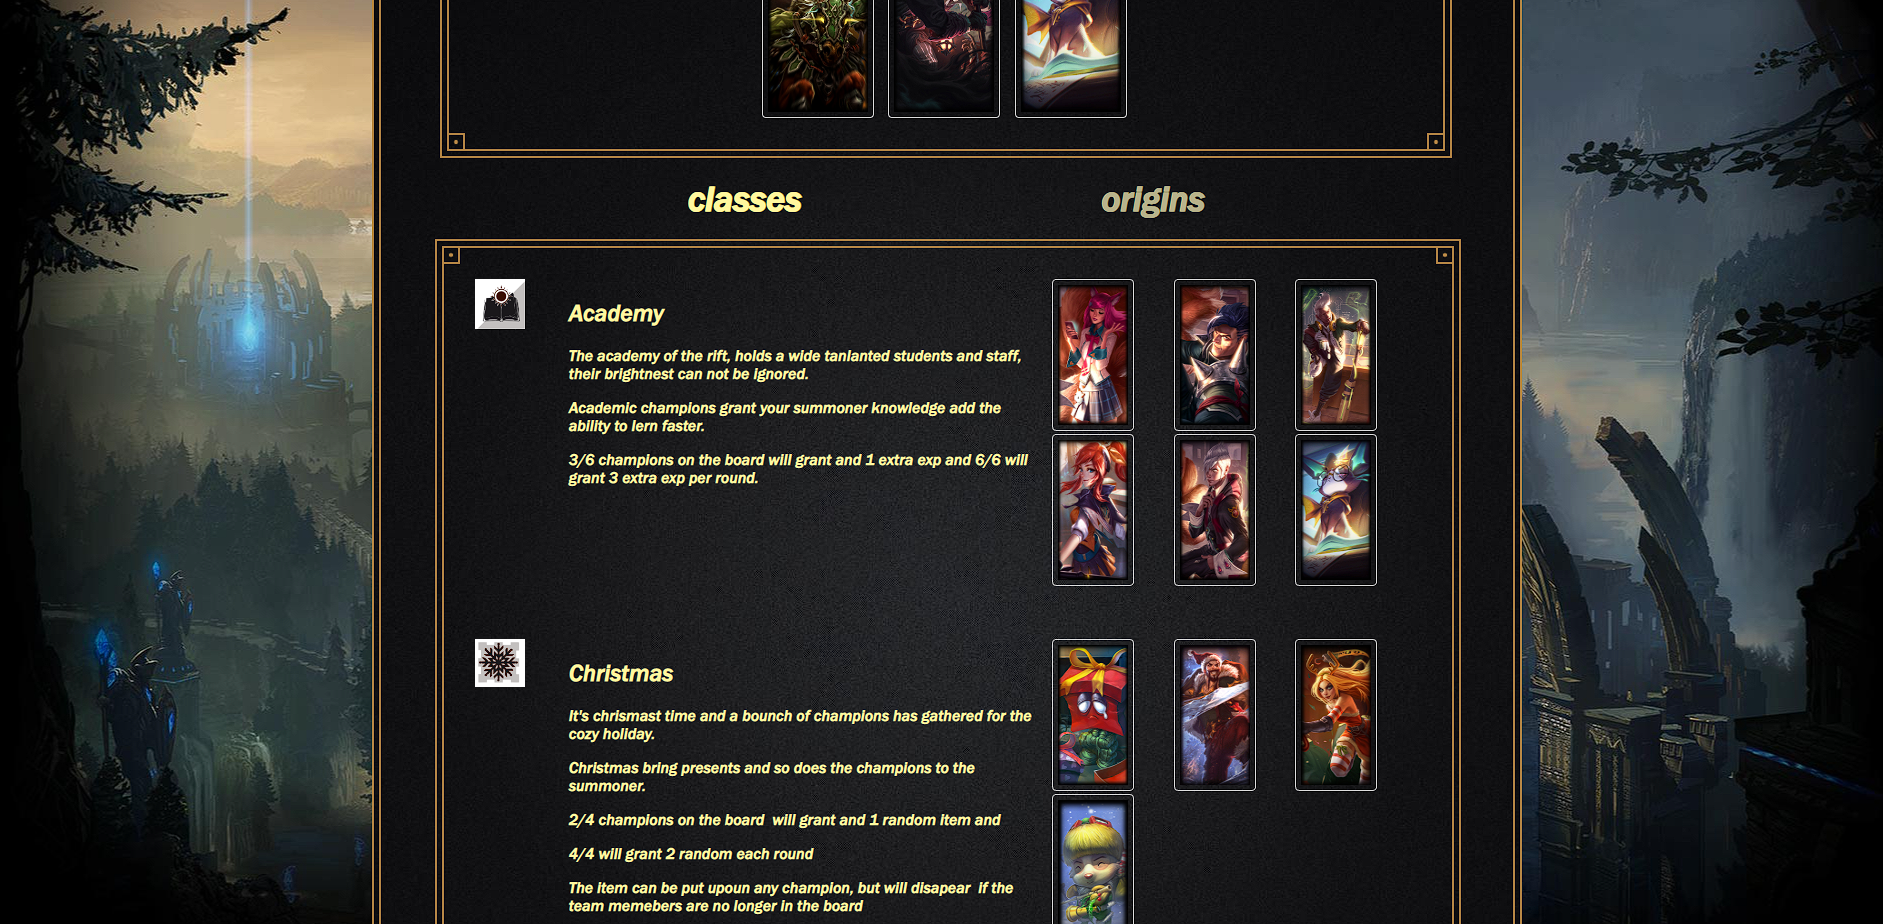 classes
origins
Academy
The academy of the rift, holds a wide tanlanted students and staff,
their brightnest can not be ignored.
Academic champions grant your summoner knowledge add the
ability to lern faster.
3/6 champions on the board will grant and 1 extra exp and 6/6 will
grant 3 extra exp per round.
Christmas
It's chrismast time and a bounch of champions has gathered for the
cozy holiday.
Christmas bring presents and so does the champions to the
summoner.
2/4 champions on the board  will grant and 1 random item and
4/4 will grant 2 random each round
The item can be put upoun any champion, but will disapear  if the
team memebers are no longer in the board